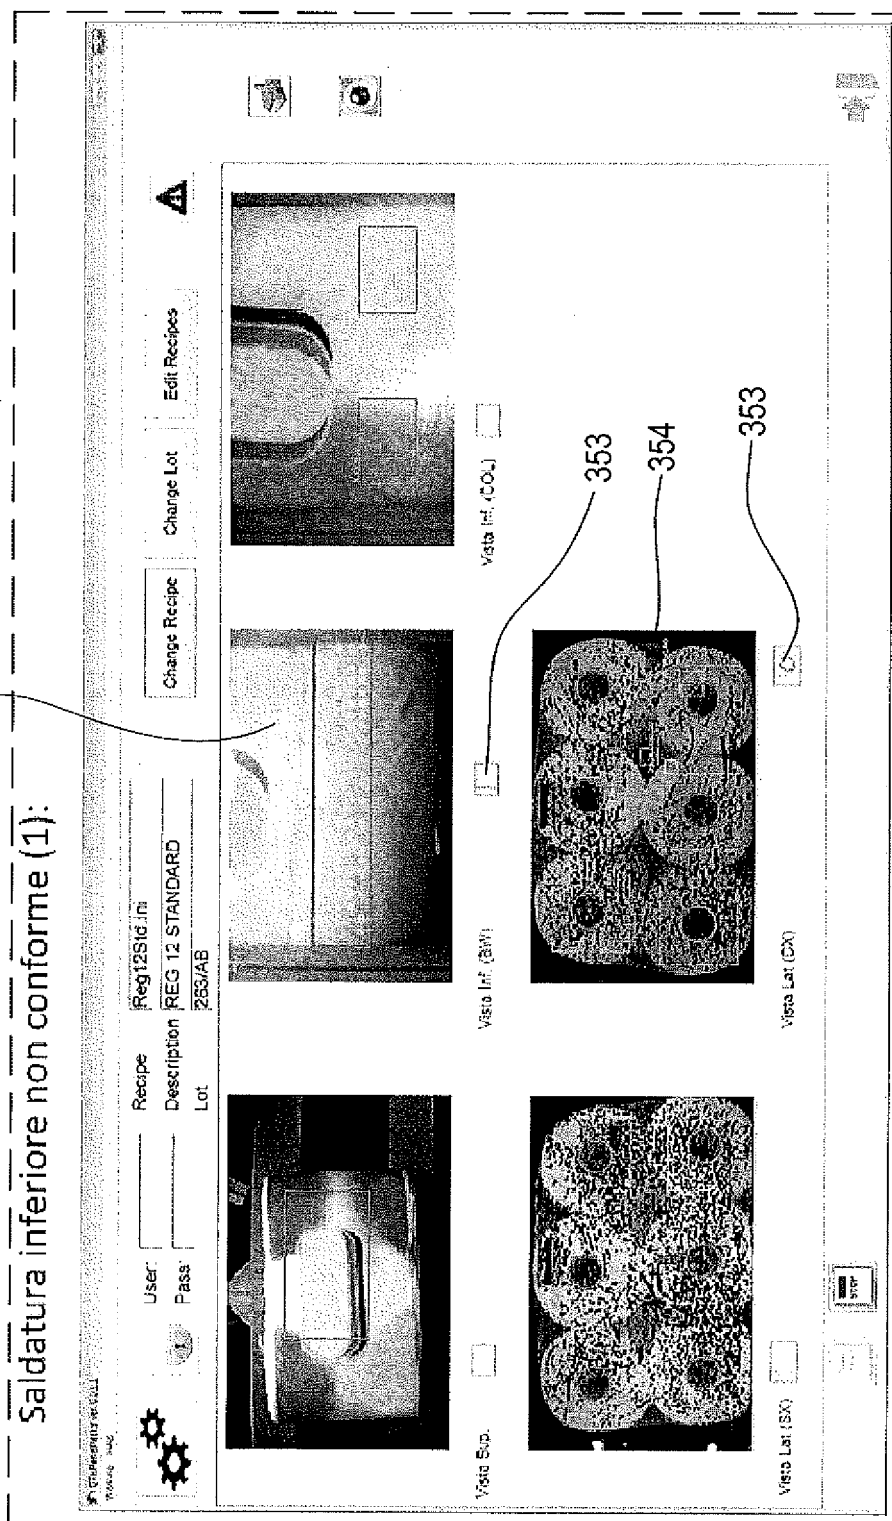 Saldatura inferiore non conforme (1):
User:
Pass:
Recipe
Reg12Std.ini
Description
REG 12 STANDARD
Lot
263/AB
Change Recipe
Change Lot
Edit Recipes
Vista Sup.
Vista Inf. (BW)
Vista Inf. (COL)
353
354
353
Vista Lat (SX)
Vista Lat (DX)
STOP